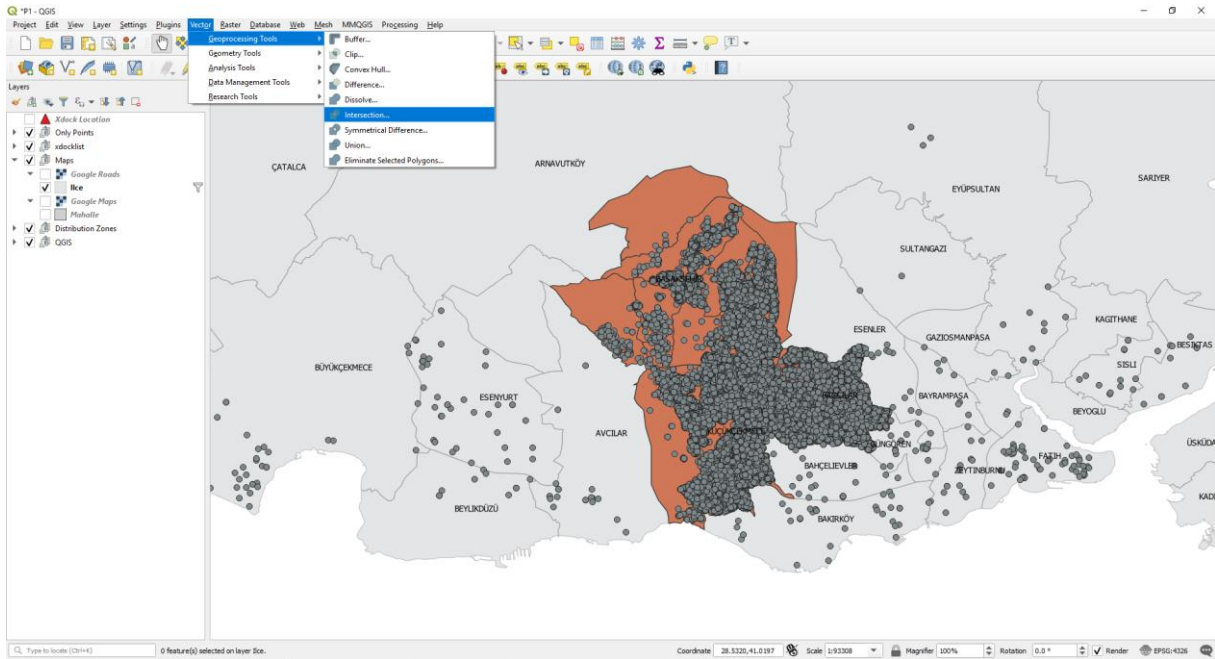 *P1 - QGIS
Project Edit View Layer Settings Plugins Vector Raster Database Web Mesh MMQGIS Processing Help
Geoprocessing Tools
Geometry Tools
Analysis Tools
Data Management Tools
Research Tools
Buffer...
Clip...
Convex Hull...
Difference...
Dissolve...
Intersection...
Symmetrical Difference...
Union...
Eliminate Selected Polygons...
Layers
Xdock Location
Only Points
xdocklist
Maps
Google Roads
Ilce
Google Maps
Mahalle
Distribution Zones
QGIS
ÇATALCA
ARNAVUTKÖY
EYÜPSULTAN
SARIYER
SULTANGAZI
BAŞAKŞEHİR
ESENLER
GAZIOSMANPASA
KAGITHANE
BESIKTAS
SISLI
BÜYÜKÇEKMECE
ESENYURT
BAYRAMPASA
BEYOGLU
AVCILAR
KÜÇÜKÇEKMECE
GÜNGÖREN
ÜSKÜDA
FATIH
BAHÇELIEVLER
ZEYTINBURNU
KADI
BEYLIKDÜZÜ
BAKIRKÖY
Type to locate (Ctrl+K)
0 feature(s) selected on layer Ilce.
Coordinate 28.5320,41.0197
Scale 1:93308
Magnifier 100%
Rotation 0.0 °
Render
EPSG:4326